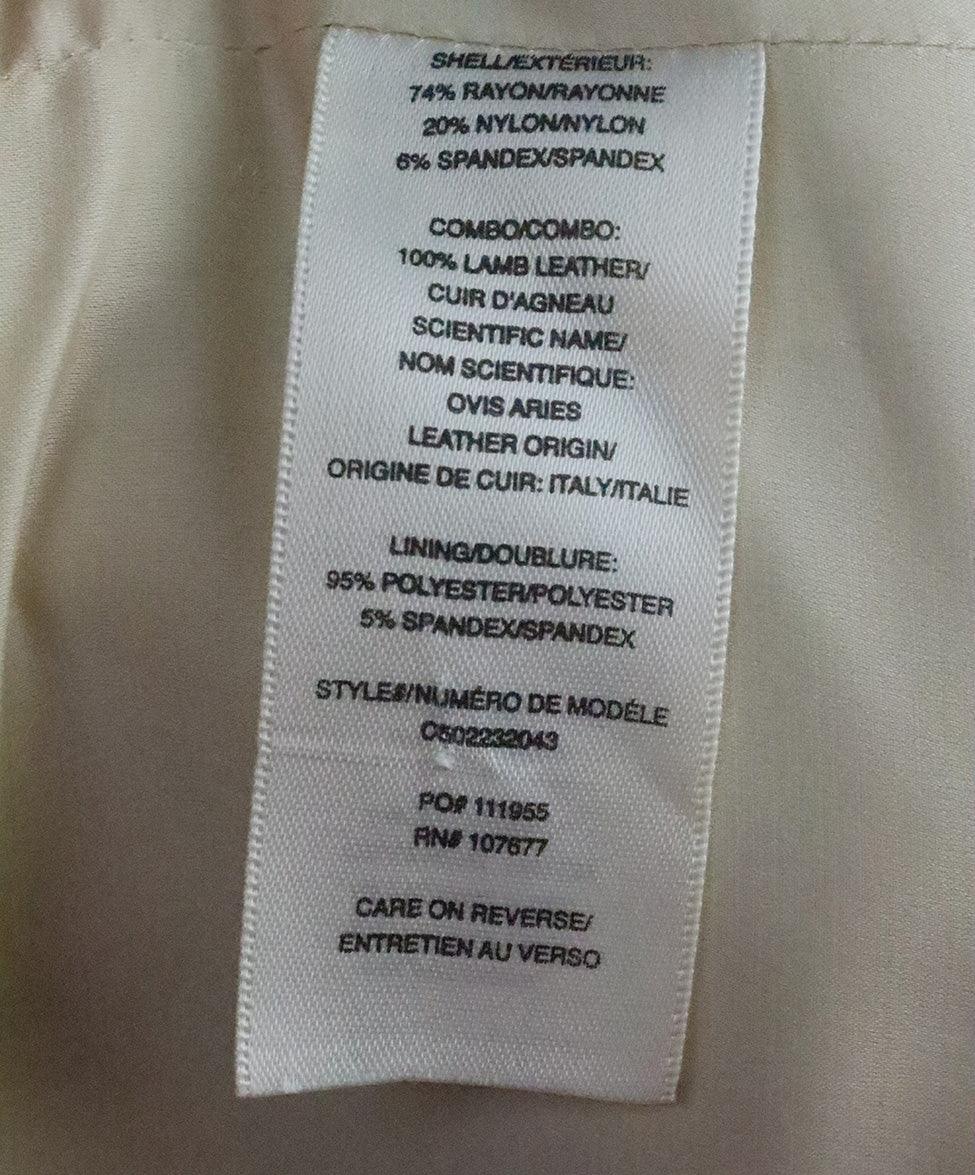 SHELL/EXTÉRIEUR:
74% RAYON/RAYONNE
20% NYLON/NYLON
6% SPANDEX/SPANDEX
COMBO/COMBO:
100% LAMB LEATHER/
CUIR D'AGNEAU
SCIENTIFIC NAME/
NOM SCIENTIFIQUE:
OVIS ARIES
LEATHER ORIGIN/
ORIGINE DE CUIR: ITALY/ITALIE
LINING/DOUBLURE:
95% POLYESTER/POLYESTER
5% SPANDEX/SPANDEX
STYLE#/NUMÉRO DE MODÉLE
C502232043
PO# 111955
RN# 107677
CARE ON REVERSE/
ENTRETIEN AU VERSO